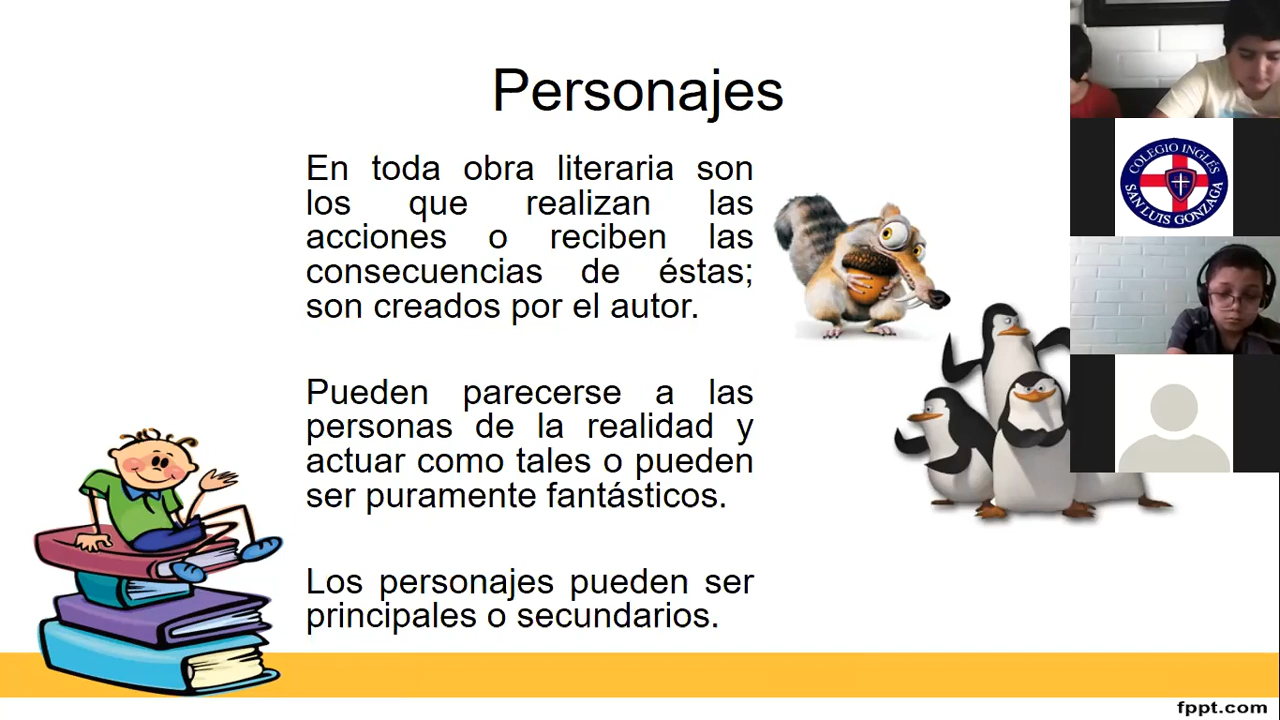 Personajes
En toda obra literaria son
los que realizan las
acciones o reciben las
consecuencias de éstas;
son creados por el autor.
Pueden parecerse a las
personas de la realidad y
actuar como tales o pueden
ser puramente fantásticos.
Los personajes pueden ser
principales o secundarios.
COLEGIO INGLÉS
SAN LUIS GONZAGA
fppt.com